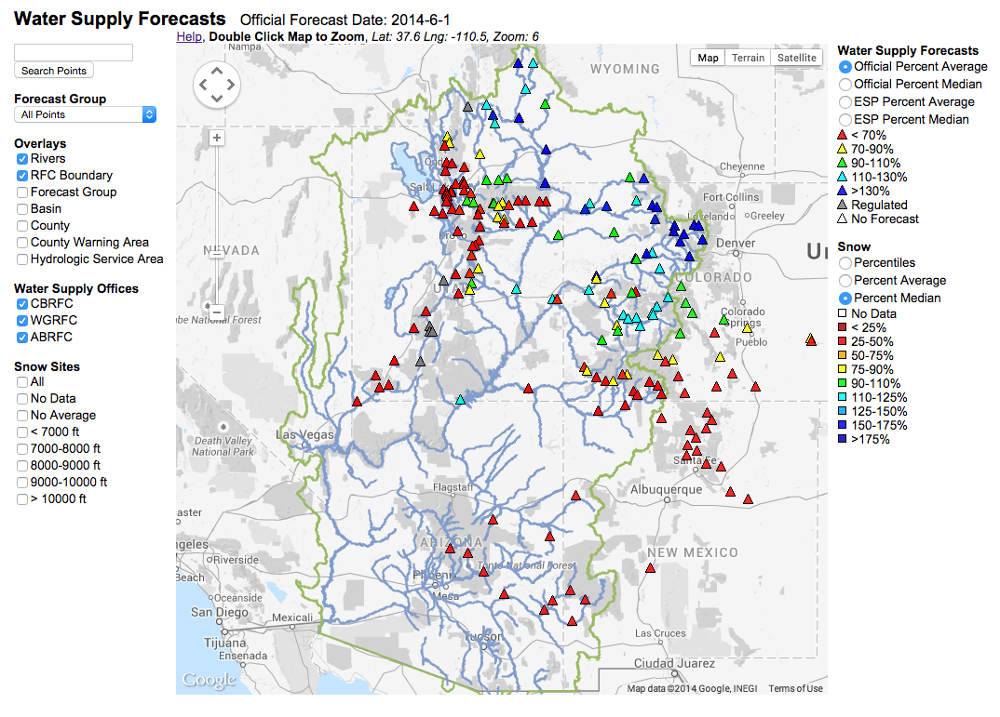 Water Supply Forecasts Official Forecast Date: 2014-6-1
Help, Double Click Map to Zoom, Lat: 37.6 Lng: -110.5, Zoom: 6
Search Points
Forecast Group
All Points
Overlays
Rivers
RFC Boundary
Forecast Group
Basin
County
County Warning Area
Hydrologic Service Area
Water Supply Offices
CBRFC
WGRFC
ABRFC
Snow Sites
All
No Data
No Average
< 7000 ft
7000-8000 ft
8000-9000 ft
9000-10000 ft
> 10000 ft
Nampa
WYOMING
Map Terrain Satellite
Cheyenne
Fort Collins
Greeley
Denver
COLORADO
Colorado
Springs
Pueblo
NEVADA
Death Valley
National Park
Las Vegas
Santa Fe
Albuquerque
Flagstaff
ARIZONA
NEW MEXICO
Tonto National Forest
Mesa
Riverside
Beach
Oceanside
San Diego
Mexicali
Tijuana
Ensenada
Tucson
Las Cruces
Ciudad Juarez
Google
Map data ©2014 Google, INEGI Terms of Use
Water Supply Forecasts
Official Percent Average
Official Percent Median
ESP Percent Average
ESP Percent Median
< 70%
70-90%
90-110%
110-130%
>130%
Regulated
No Forecast
Snow
Percentiles
Percent Average
Percent Median
No Data
< 25%
25-50%
50-75%
75-90%
90-110%
110-125%
125-150%
150-175%
>175%